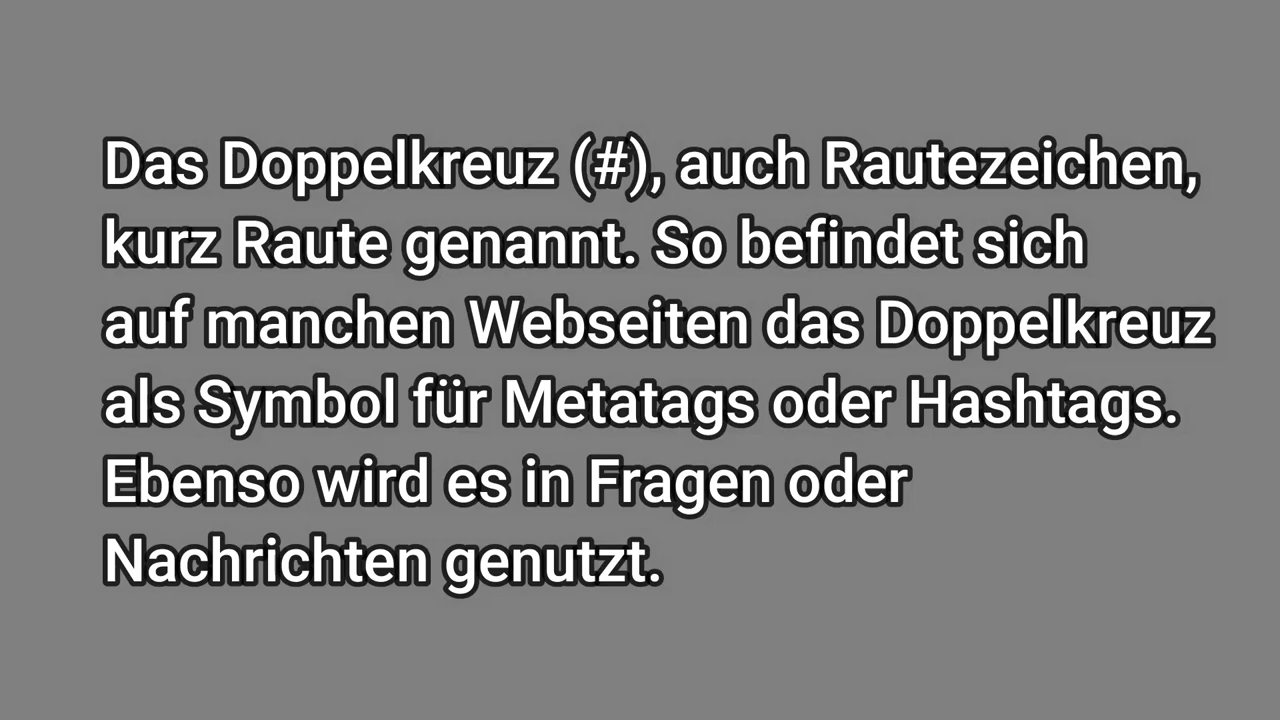 Das Doppelkreuz (#), auch Rautezeichen,
kurz Raute genannt. So befindet sich
auf manchen Webseiten das Doppelkreuz
als Symbol für Metatags oder Hashtags.
Ebenso wird es in Fragen oder
Nachrichten genutzt.